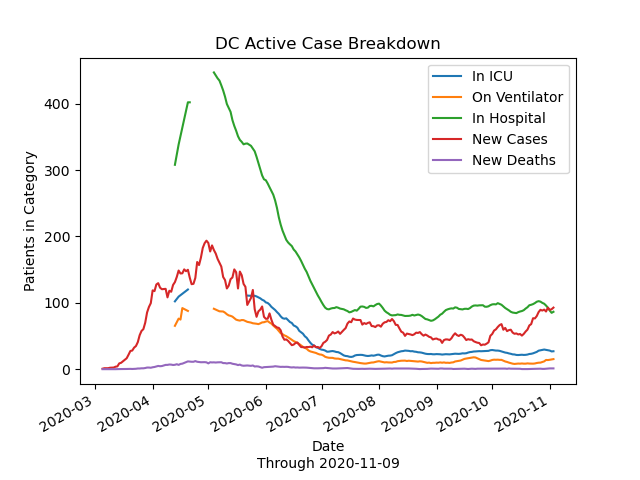 DC Active Case Breakdown
In ICU
On Ventilator
In Hospital
New Cases
New Deaths
Patients in Category
400
300
200
100
0
2020-03
2020-04
2020-05
2020-06
2020-07
2020-08
2020-09
2020-10
2020-11
Date
Through 2020-11-09